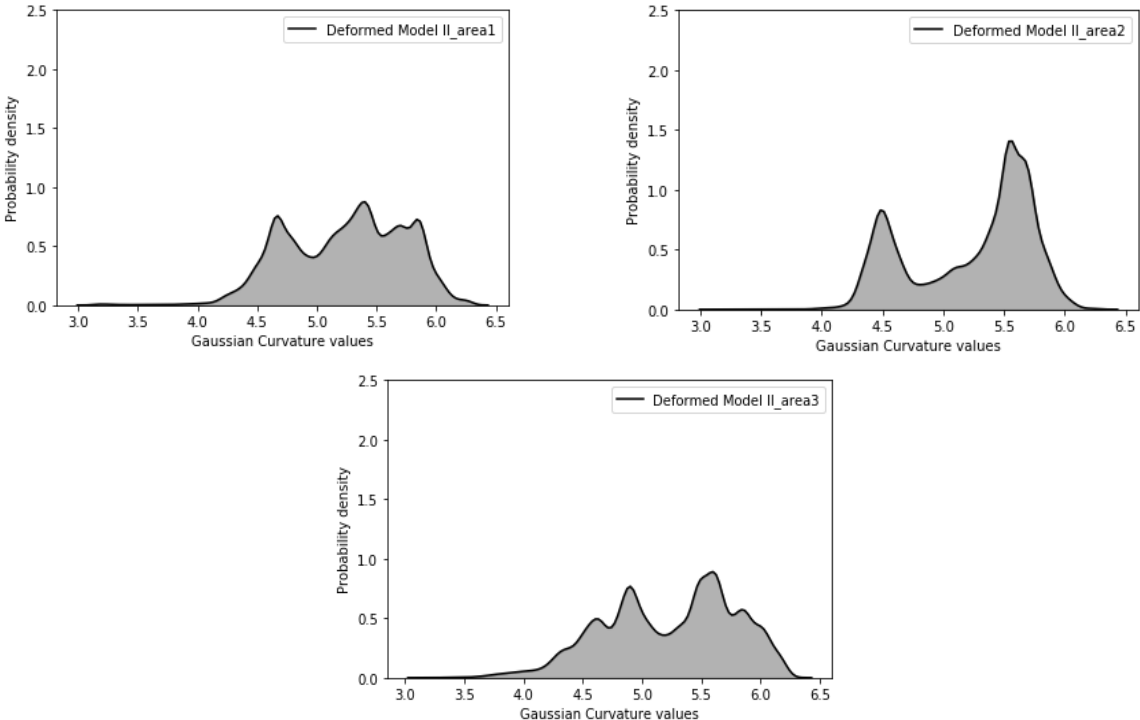 Deformed Model II_area1
2.5
2.0
1.5
1.0
0.5
0.0
Probability density
3.0 3.5 4.0 4.5 5.0 5.5 6.0 6.5
Gaussian Curvature values
Deformed Model II_area2
2.5
2.0
1.5
1.0
0.5
0.0
Probability density
3.0 3.5 4.0 4.5 5.0 5.5 6.0 6.5
Gaussian Curvature values
Deformed Model II_area3
2.5
2.0
1.5
1.0
0.5
0.0
Probability density
3.0 3.5 4.0 4.5 5.0 5.5 6.0 6.5
Gaussian Curvature values